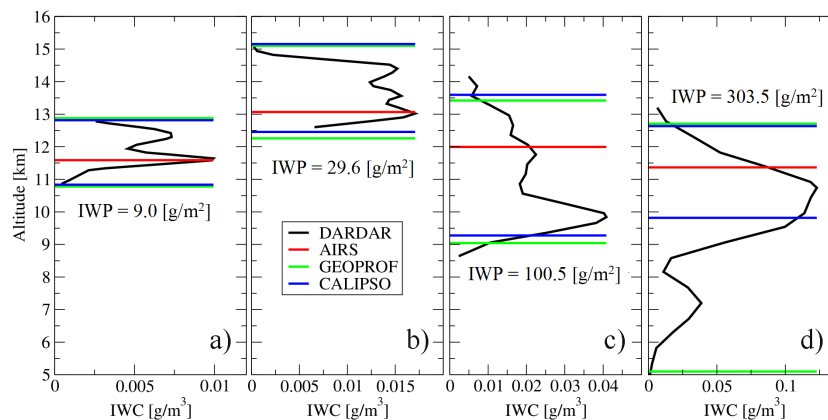 16
15
14
13
12
11
10
9
8
7
6
5
Altitude [km]
IWP = 9.0 [g/m²]
a)
0 0.005 0.01
IWC [g/m³]
IWP = 29.6 [g/m²]
DARDAR
AIRS
GEOPROF
CALIPSO
b)
0 0.005 0.01 0.015
IWC [g/m³]
IWP = 100.5 [g/m²]
c)
0 0.01 0.02 0.03 0.04
IWC [g/m³]
IWP = 303.5 [g/m²]
d)
0 0.05 0.1
IWC [g/m³]